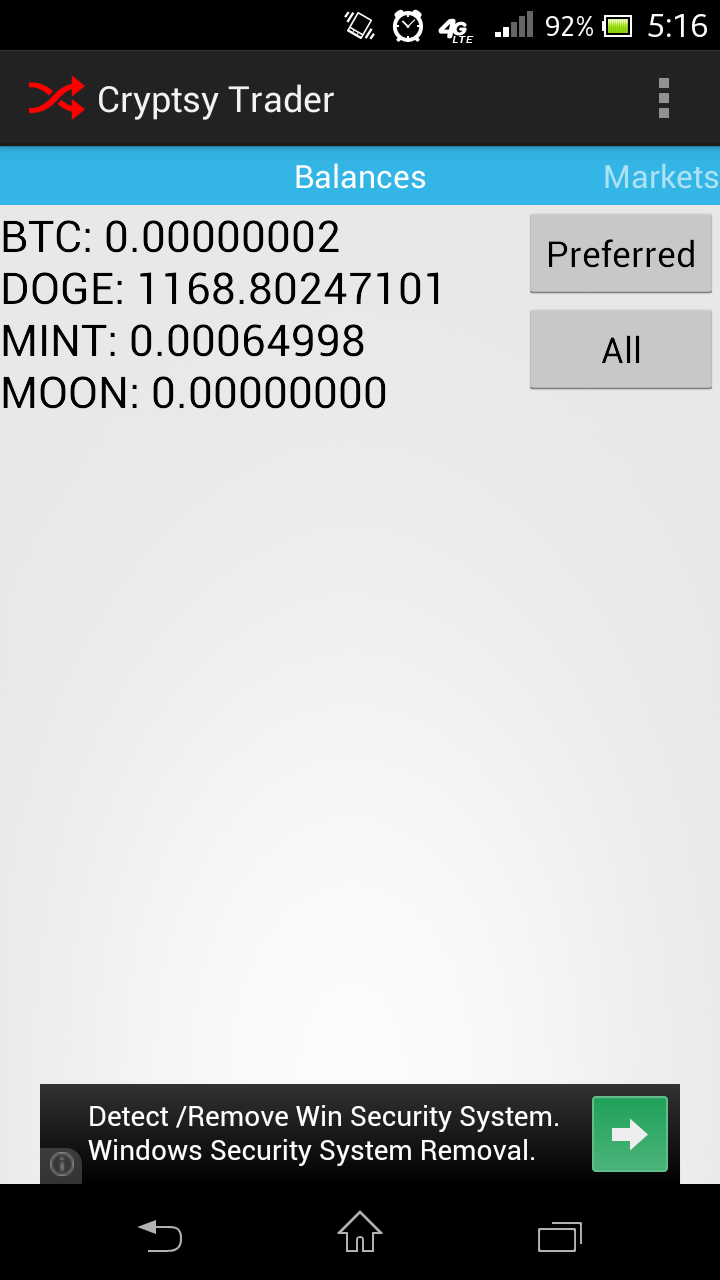 4G LTE 92% 5:16
Cryptsy Trader
Balances Markets
BTC: 0.00000002
DOGE: 1168.80247101
MINT: 0.00064998
MOON: 0.00000000
Preferred
All
Detect /Remove Win Security System.
Windows Security System Removal.